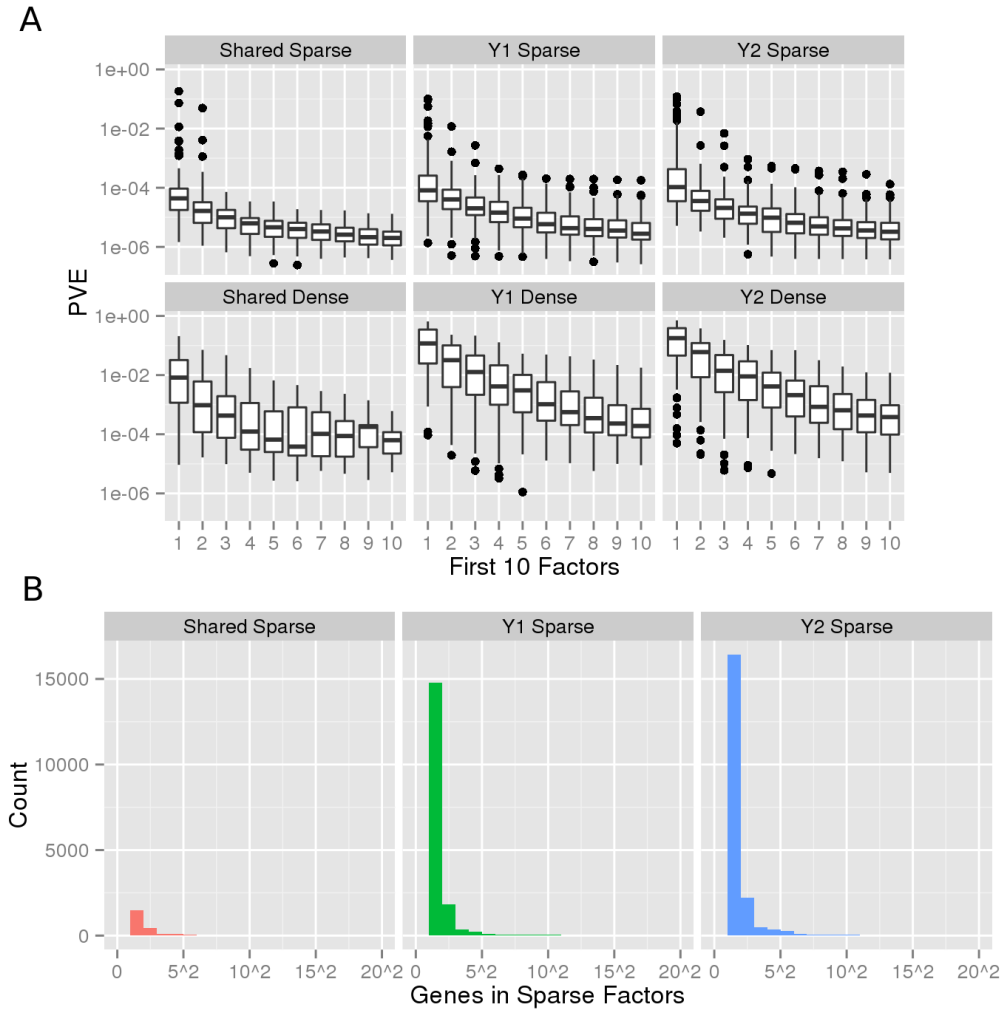 A
Shared Sparse Y1 Sparse Y2 Sparse
1e+00
1e-02
1e-04
1e-06
PVE
Shared Dense Y1 Dense Y2 Dense
1e+00
1e-02
1e-04
1e-06
1 2 3 4 5 6 7 8 9 10 1 2 3 4 5 6 7 8 9 10 1 2 3 4 5 6 7 8 9 10
First 10 Factors
B
Shared Sparse Y1 Sparse Y2 Sparse
15000
10000
5000
0
Count
0 5^2 10^2 15^2 20^2 0 5^2 10^2 15^2 20^2 0 5^2 10^2 15^2 20^2
Genes in Sparse Factors